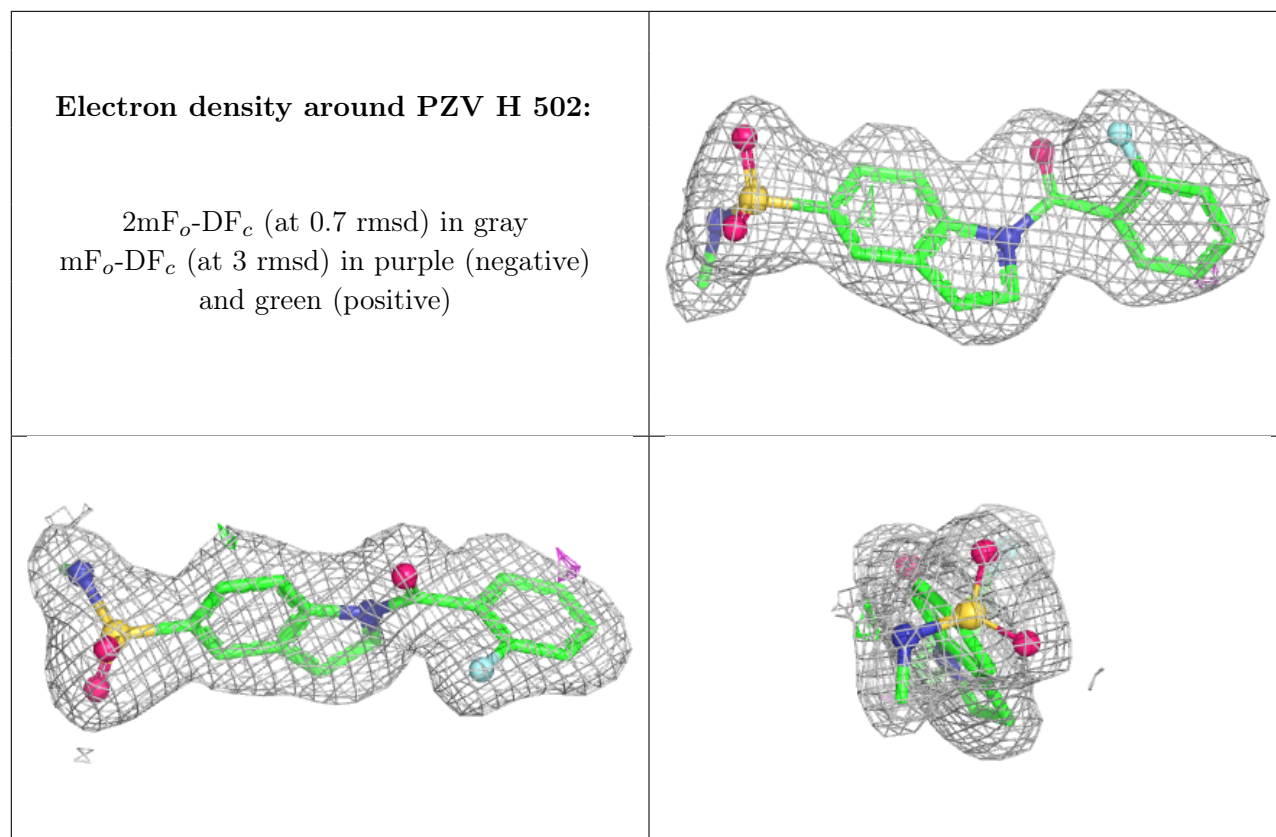 Electron density around PZV H 502:
2mFo-DFc (at 0.7 rmsd) in gray
mFo-DFc (at 3 rmsd) in purple (negative)
and green (positive)